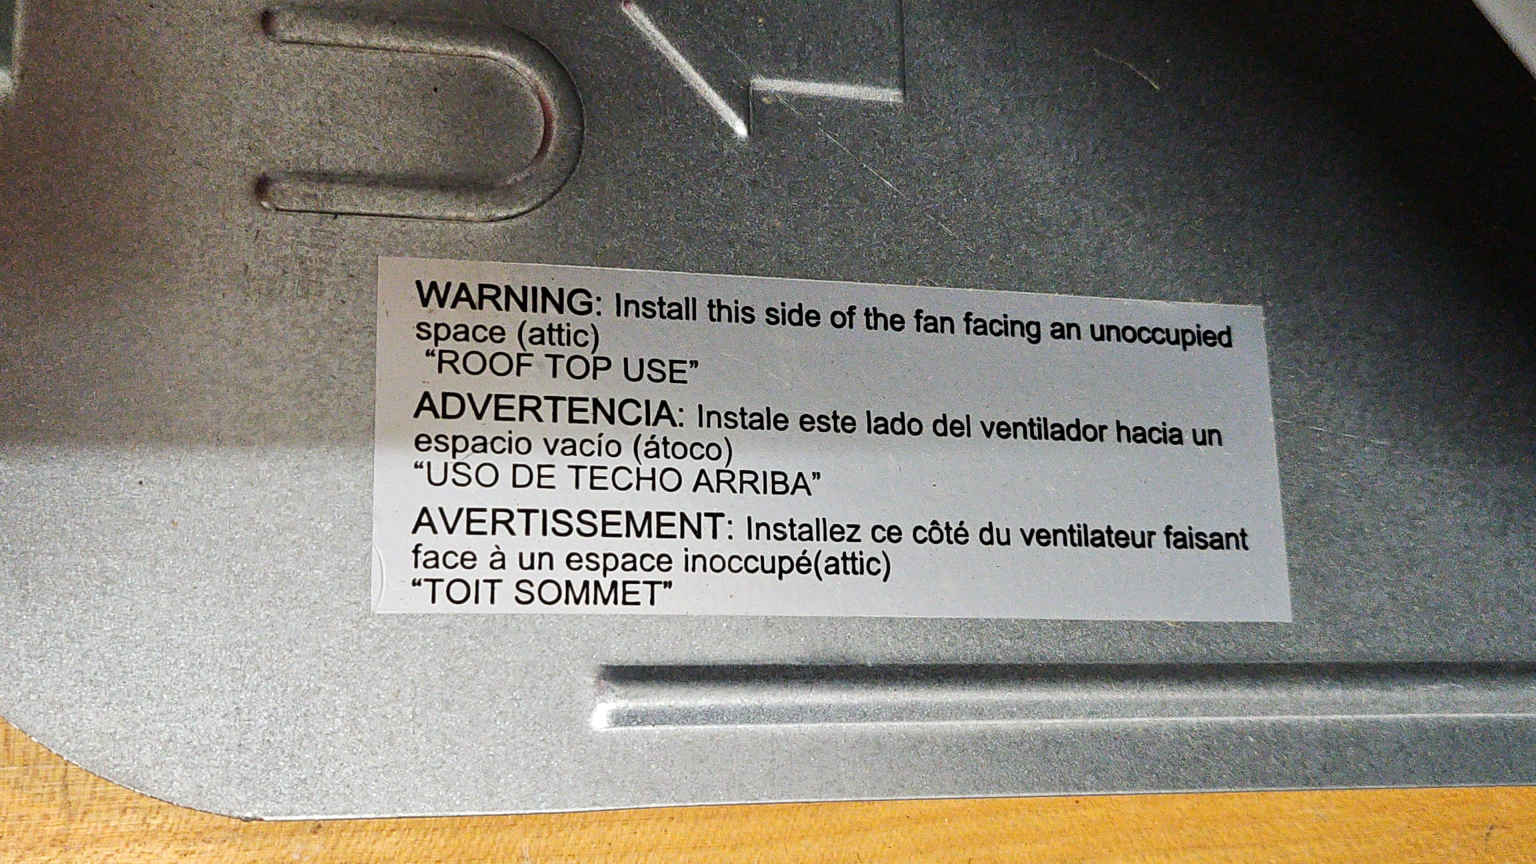 WARNING: Install this side of the fan facing an unoccupied
space (attic)
“ROOF TOP USE”
ADVERTENCIA: Instale este lado del ventilador hacia un
espacio vacío (átoco)
“USO DE TECHO ARRIBA”
AVERTISSEMENT: Installez ce côté du ventilateur faisant
face à un espace inoccupé(attic)
“TOIT SOMMET”